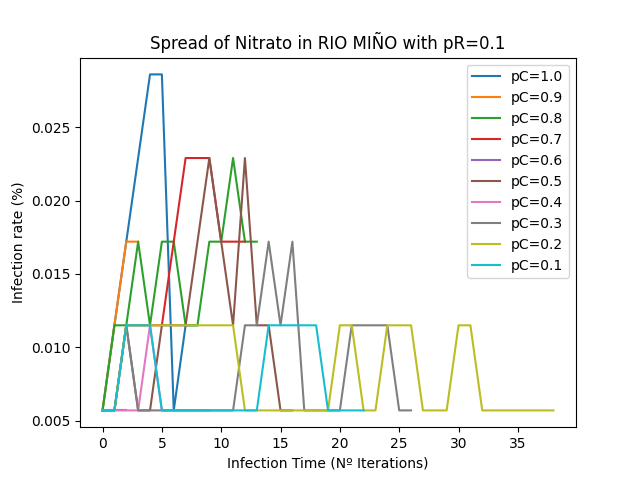 Spread of Nitrato in RIO MIÑO with pR=0.1
Infection rate (%)
0.025
0.020
0.015
0.010
0.005
0 5 10 15 20 25 30 35
Infection Time (Nº Iterations)
pC=1.0
pC=0.9
pC=0.8
pC=0.7
pC=0.6
pC=0.5
pC=0.4
pC=0.3
pC=0.2
pC=0.1